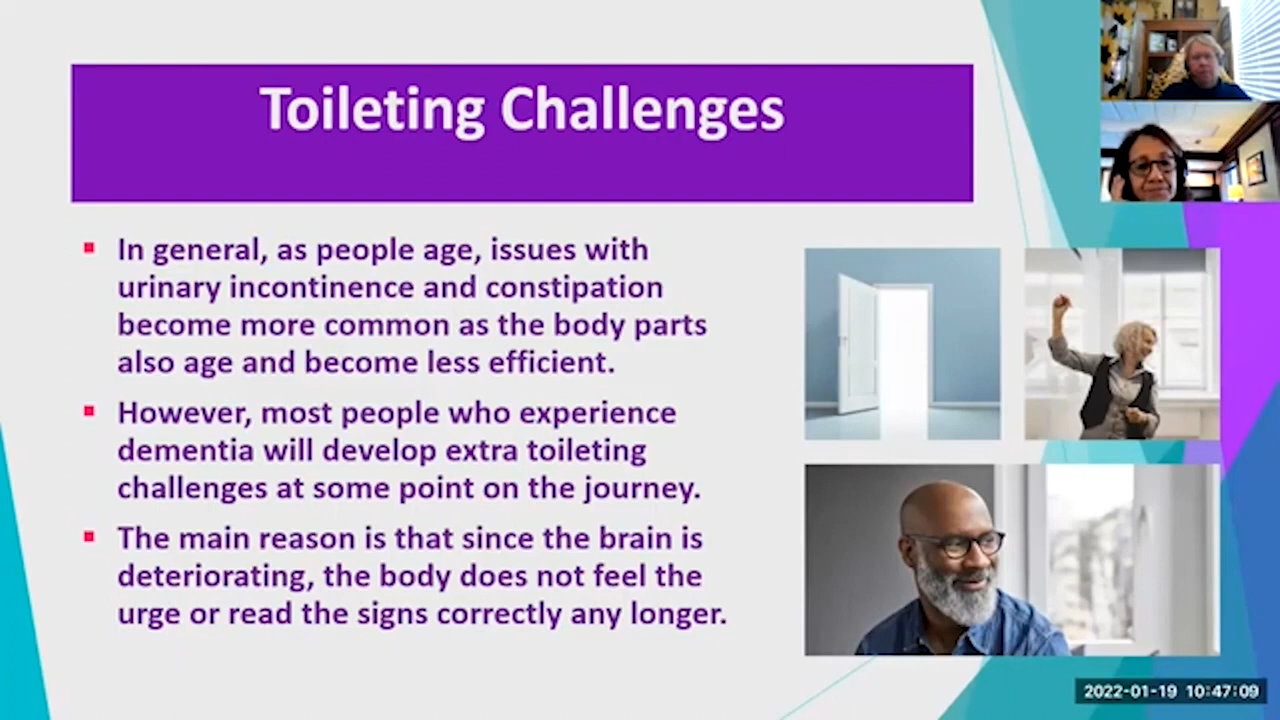 Toileting Challenges
In general, as people age, issues with
urinary incontinence and constipation
become more common as the body parts
also age and become less efficient.
However, most people who experience
dementia will develop extra toileting
challenges at some point on the journey.
The main reason is that since the brain is
deteriorating, the body does not feel the
urge or read the signs correctly any longer.
2022-01-19 10:47:09